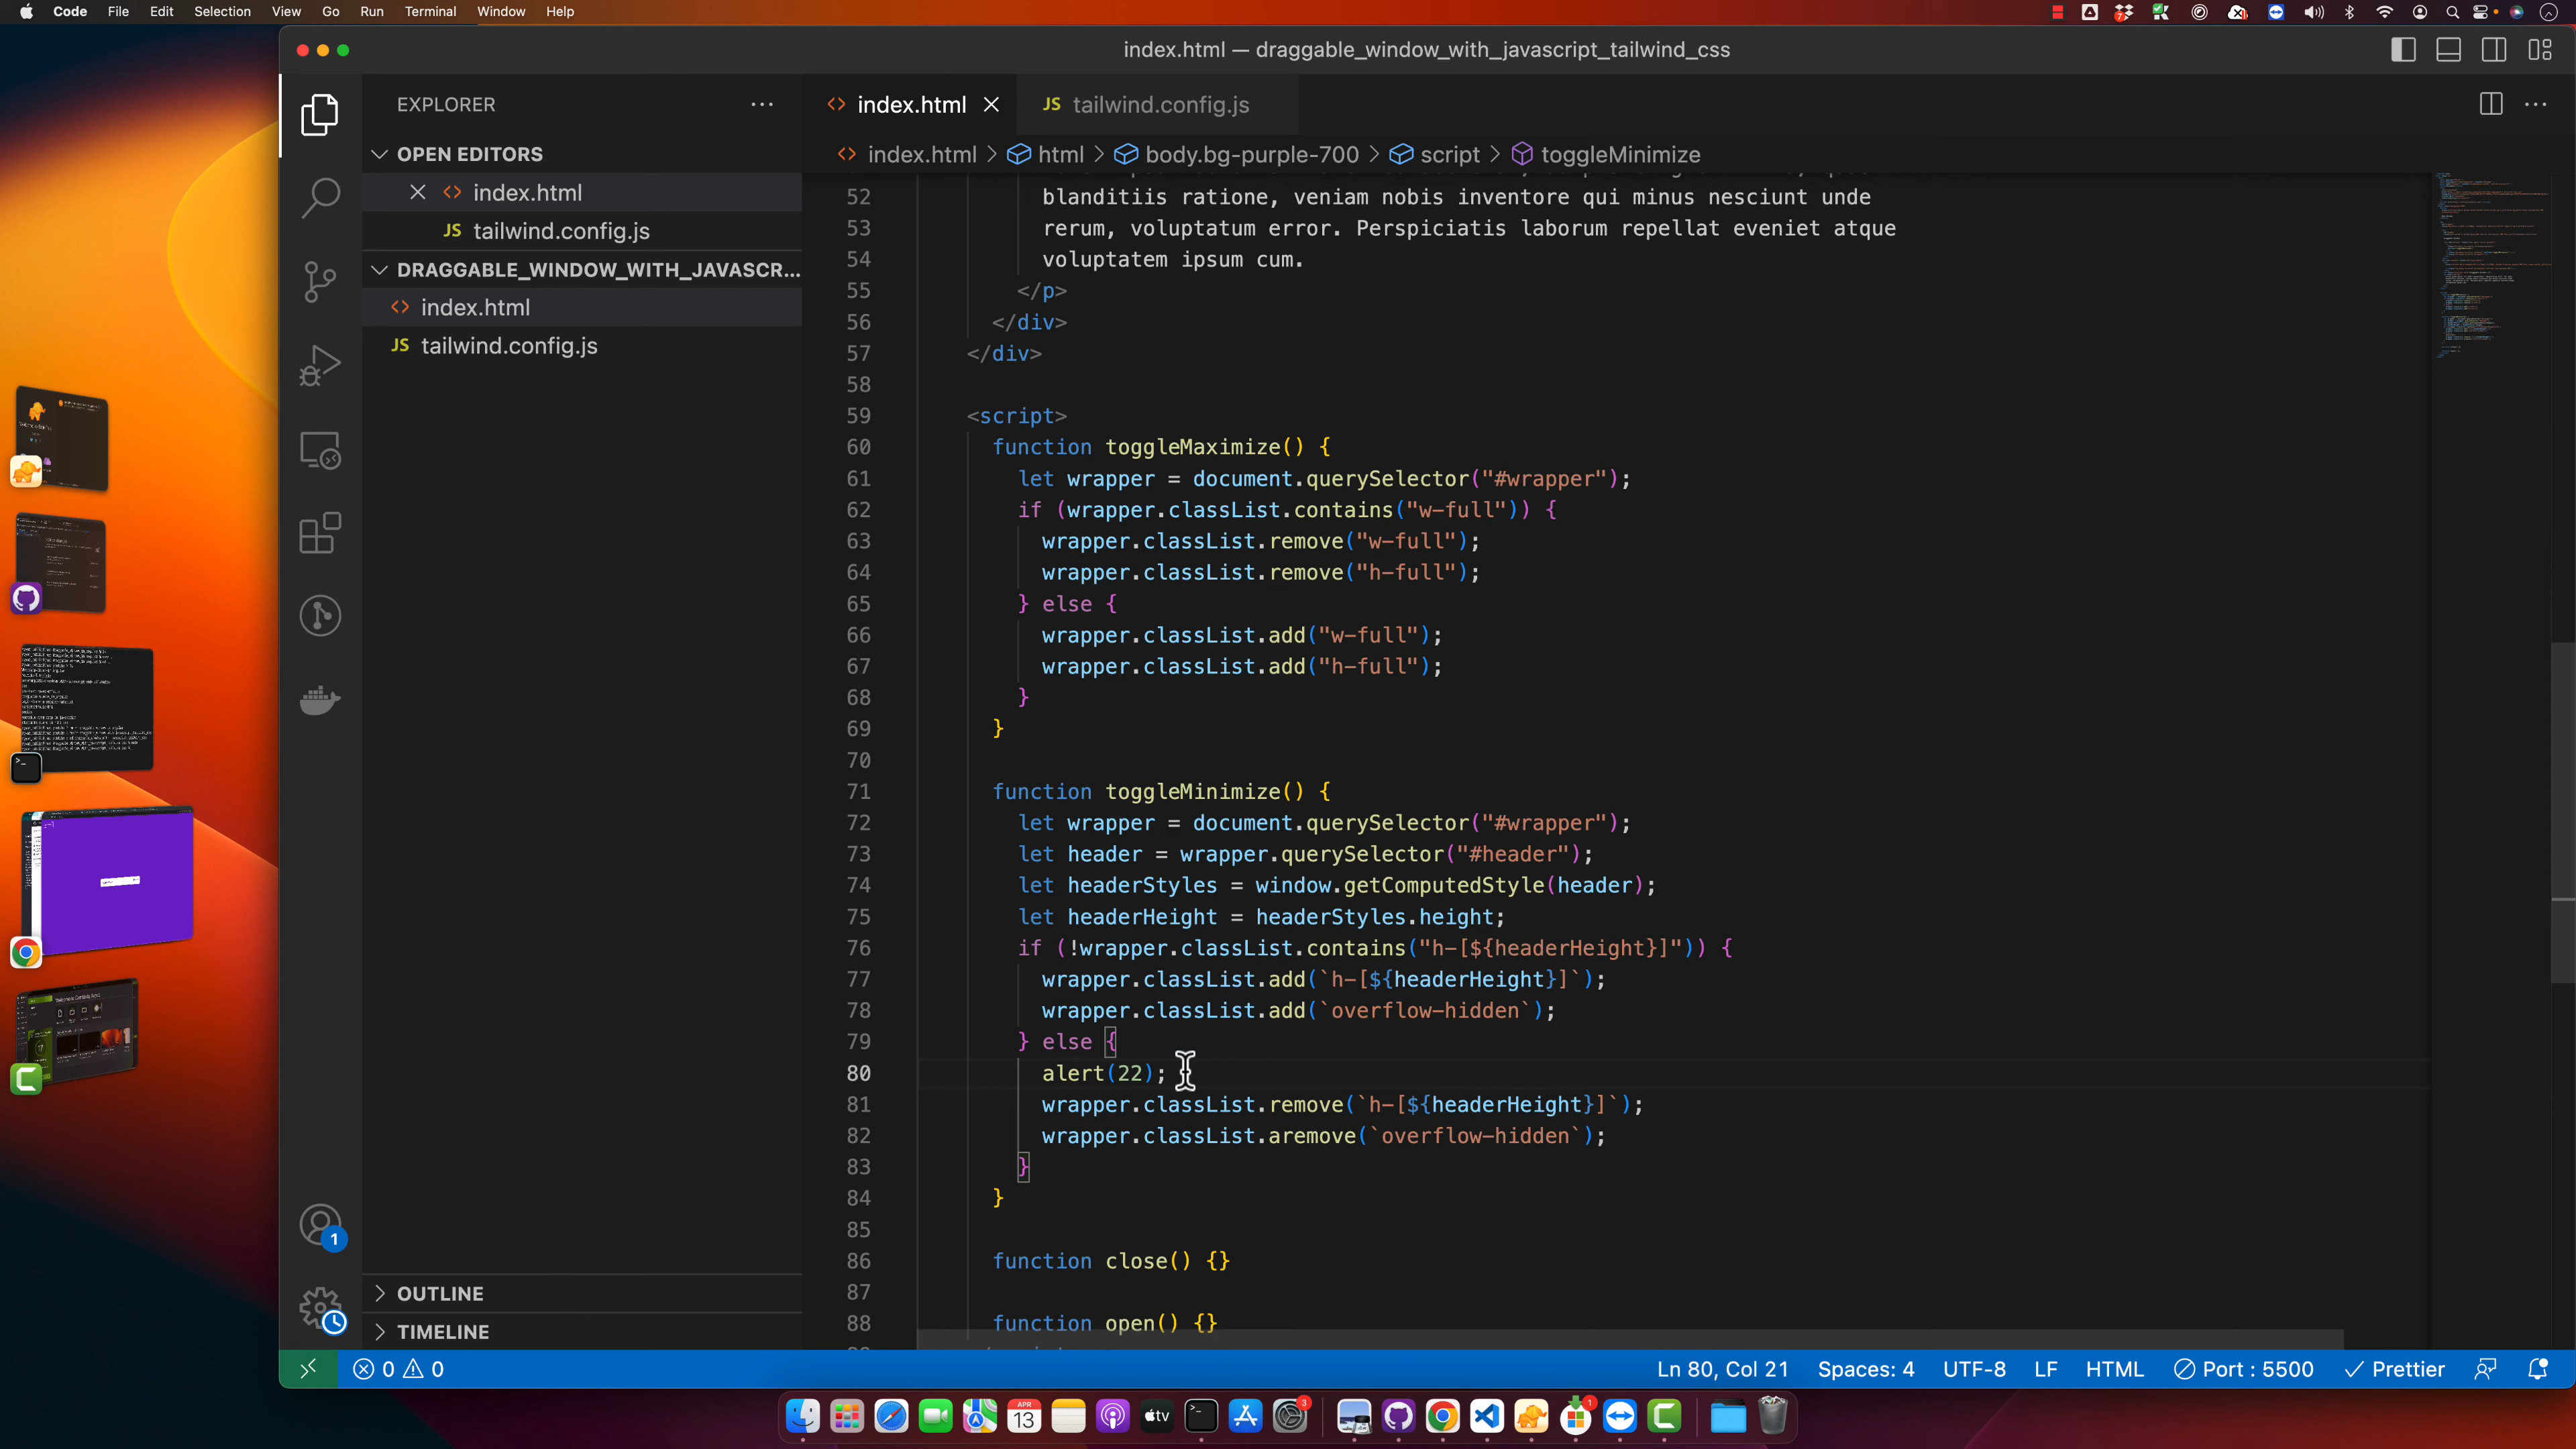 Code File Edit Selection View Go Run Terminal Window Help
index.html — draggable_window_with_javascript_tailwind_css
EXPLORER
OPEN EDITORS
index.html
JS tailwind.config.js
DRAGGABLE_WINDOW_WITH_JAVASCR...
index.html
JS tailwind.config.js
OUTLINE
TIMELINE
index.html JS tailwind.config.js
index.html > html > body.bg-purple-700 > script > toggleMinimize
52 blanditiis ratione, veniam nobis inventore qui minus nesciunt unde
53 rerum, voluptatum error. Perspiciatis laborum repellat eveniet atque
54 voluptatem ipsum cum.
55 </p>
56 </div>
57 </div>
58
59 <script>
60 function toggleMaximize() {
61 let wrapper = document.querySelector("#wrapper");
62 if (wrapper.classList.contains("w-full")) {
63 wrapper.classList.remove("w-full");
64 wrapper.classList.remove("h-full");
65 } else {
66 wrapper.classList.add("w-full");
67 wrapper.classList.add("h-full");
68 }
69 }
70
71 function toggleMinimize() {
72 let wrapper = document.querySelector("#wrapper");
73 let header = wrapper.querySelector("#header");
74 let headerStyles = window.getComputedStyle(header);
75 let headerHeight = headerStyles.height;
76 if (!wrapper.classList.contains("h-[${headerHeight}]")) {
77 wrapper.classList.add(`h-[${headerHeight}]`);
78 wrapper.classList.add(`overflow-hidden`);
79 } else {
80 alert(22);
81 wrapper.classList.remove(`h-[${headerHeight}]`);
82 wrapper.classList.aremove(`overflow-hidden`);
83 }
84 }
85
86 function close() {}
87
88 function open() {}
1
0 0
Ln 80, Col 21 Spaces: 4 UTF-8 LF HTML Port : 5500 Prettier
APR
13
tv
3
1